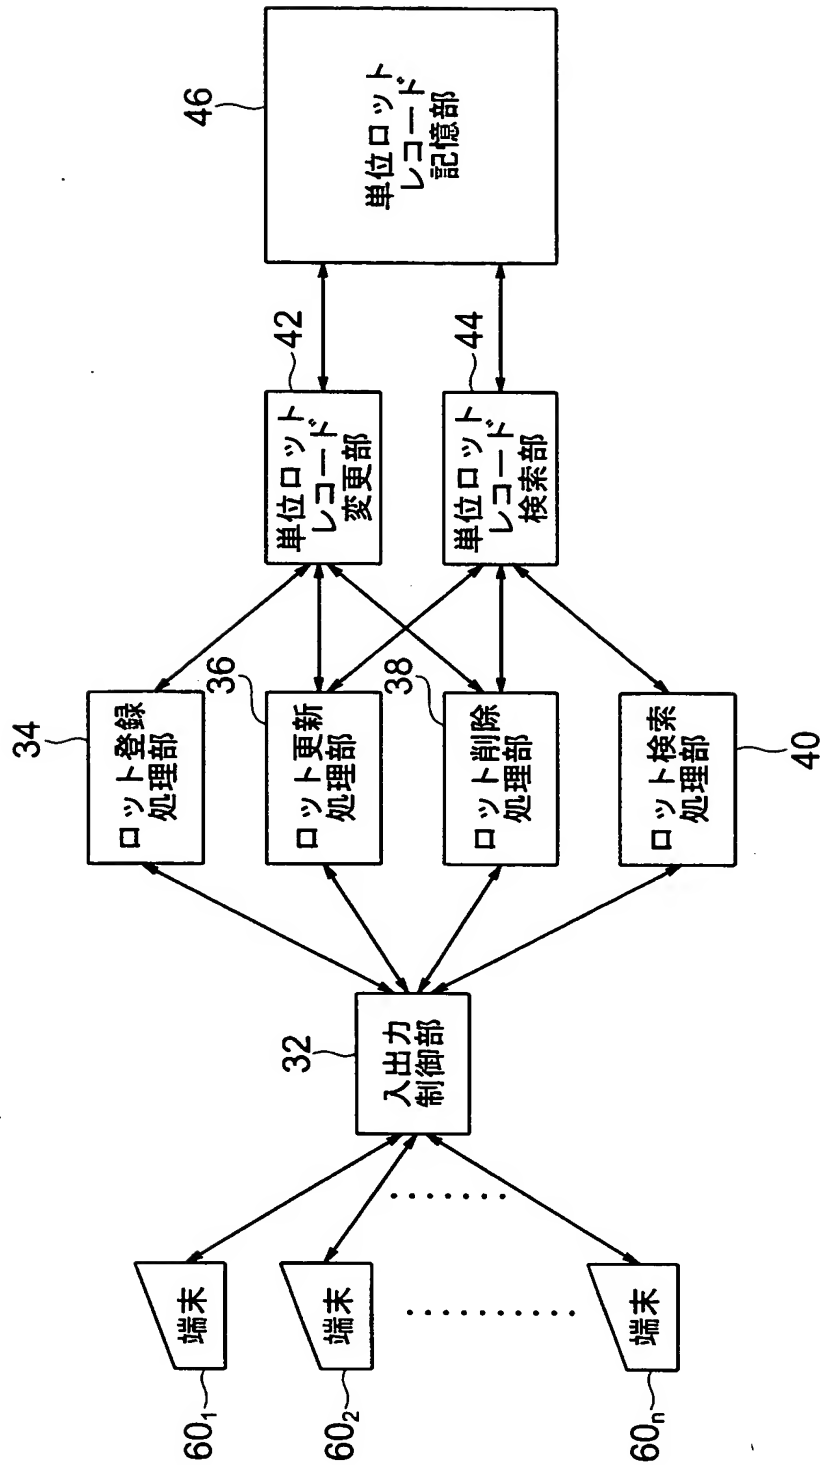 60₁
端末
60₂
端末
60ₙ
端末
32
入出力
制御部
34
ロット登録
処理部
36
ロット更新
処理部
38
ロット削除
処理部
40
ロット検索
処理部
42
単位ロット
レコード
変更部
44
単位ロット
レコード
検索部
46
単位ロット
レコード
記憶部